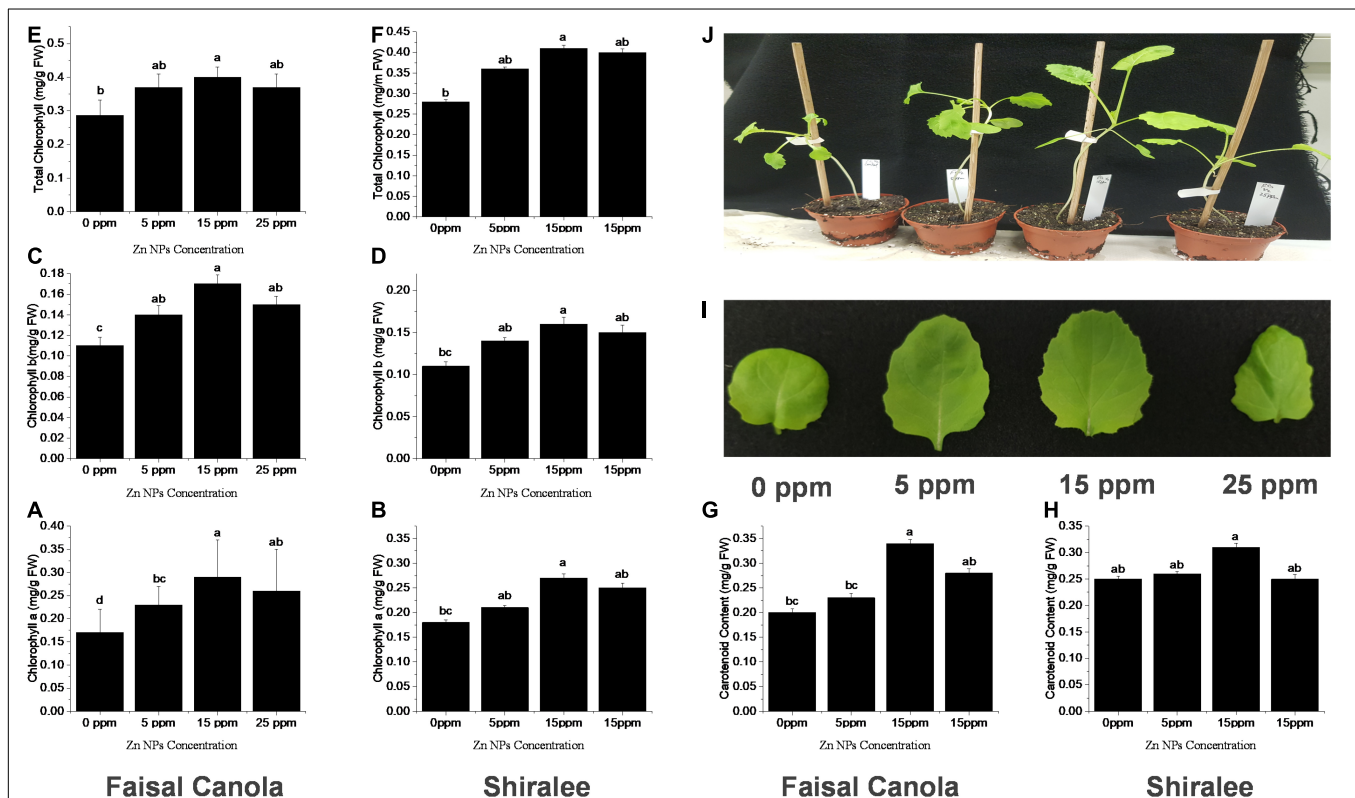 E
Total Chlorophyll (mg/g FW)
0.5
0.4
0.3
0.2
0.1
0.0
b
ab
a
ab
0 ppm 5 ppm 15 ppm 25 ppm
Zn NPs Concentration
F
Total Chlorophyll (mg/m FW)
0.45
0.40
0.35
0.30
0.25
0.20
0.15
0.10
0.05
0.00
b
ab
a
ab
0ppm 5ppm 15ppm 15ppm
Zn NPs Concentration
J
C
Chlorophyll b(mg/g FW)
0.18
0.16
0.14
0.12
0.10
0.08
0.06
0.04
0.02
0.00
c
ab
a
ab
0 ppm 5 ppm 15 ppm 25 ppm
Zn NPs Concentration
D
Chlorophyll b (mg/g FW)
0.20
0.15
0.10
0.05
0.00
bc
ab
a
ab
0ppm 5ppm 15ppm 15ppm
Zn NPs Concentration
I
0 ppm 5 ppm 15 ppm 25 ppm
A
Chlorophyll a (mg/g FW)
0.40
0.35
0.30
0.25
0.20
0.15
0.10
0.05
0.00
d
bc
a
ab
0 ppm 5 ppm 15 ppm 25 ppm
Zn NPs Concentration
Faisal Canola
B
Chlorophyll a (mg/g FW)
0.35
0.30
0.25
0.20
0.15
0.10
0.05
0.00
bc
ab
a
ab
0ppm 5ppm 15ppm 15ppm
Zn NPs Concentration
Shiralee
G
Carotenoid Content (mg/g FW)
0.35
0.30
0.25
0.20
0.15
0.10
0.05
0.00
bc
bc
a
ab
0ppm 5ppm 15ppm 15ppm
Zn NPs Concentration
Faisal Canola
H
Carotenoid Content (mg/g FW)
0.35
0.30
0.25
0.20
0.15
0.10
0.05
0.00
ab
ab
a
ab
0ppm 5ppm 15ppm 15ppm
Zn NPs Concentration
Shiralee